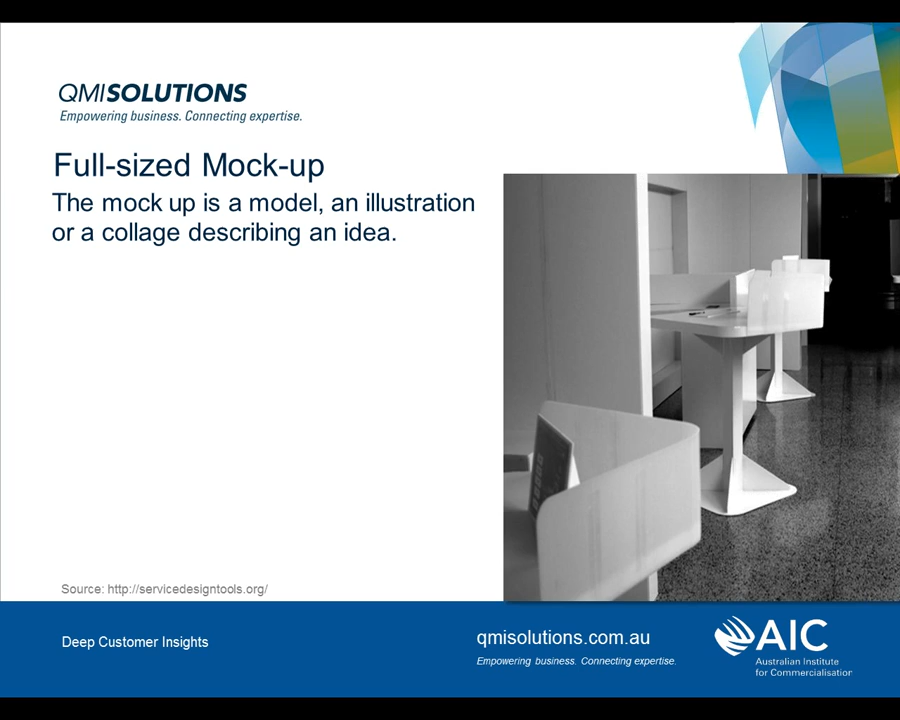 QMISOLUTIONS
Empowering business. Connecting expertise.
Full-sized Mock-up
The mock up is a model, an illustration
or a collage describing an idea.
Source: http://servicedesigntools.org/
Deep Customer Insights
qmisolutions.com.au
Empowering business. Connecting expertise.
AIC
Australian Institute
for Commercialisation